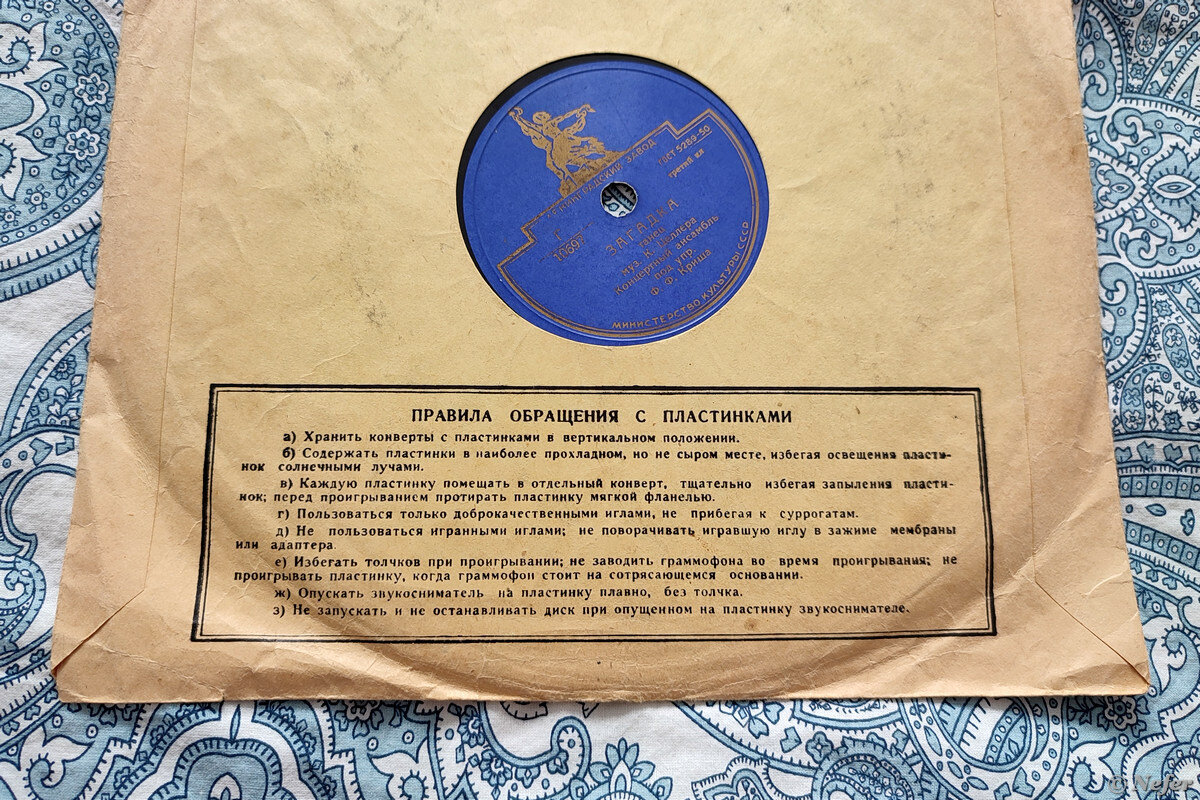 ЛЕНИНГРАДСКИЙ ЗАВОД
ГОСТ 5289-50
третий кл
ЗАГАДКА
танец
муз. К. Целлера
Концертный ансамбль
под упр.
Ф. Ф. Криша
МИНИСТЕРСТВО КУЛЬТУРЫ СССР
ПРАВИЛА ОБРАЩЕНИЯ С ПЛАСТИНКАМИ
а) Хранить конверты с пластинками в вертикальном положении.
б) Содержать пластинки в наиболее прохладном, но не сыром месте, избегая освещения пласти-
нок солнечными лучами.
в) Каждую пластинку помещать в отдельный конверт, тщательно избегая запыления пласти-
нок; перед проигрыванием протирать пластинку мягкой фланелью.
г) Пользоваться только доброкачественными иглами, не прибегая к суррогатам.
д) Не пользоваться игранными иглами; не поворачивать игравшую иглу в зажиме мембраны
или адаптера.
е) Избегать толчков при проигрывании; не заводить граммофона во время проигрывания; не
проигрывать пластинку, когда граммофон стоит на сотрясающемся основании.
ж) Опускать звукосниматель на пластинку плавно, без толчка.
з) Не запускать и не останавливать диск при опущенном на пластинку звукоснимателе.
© Nefer